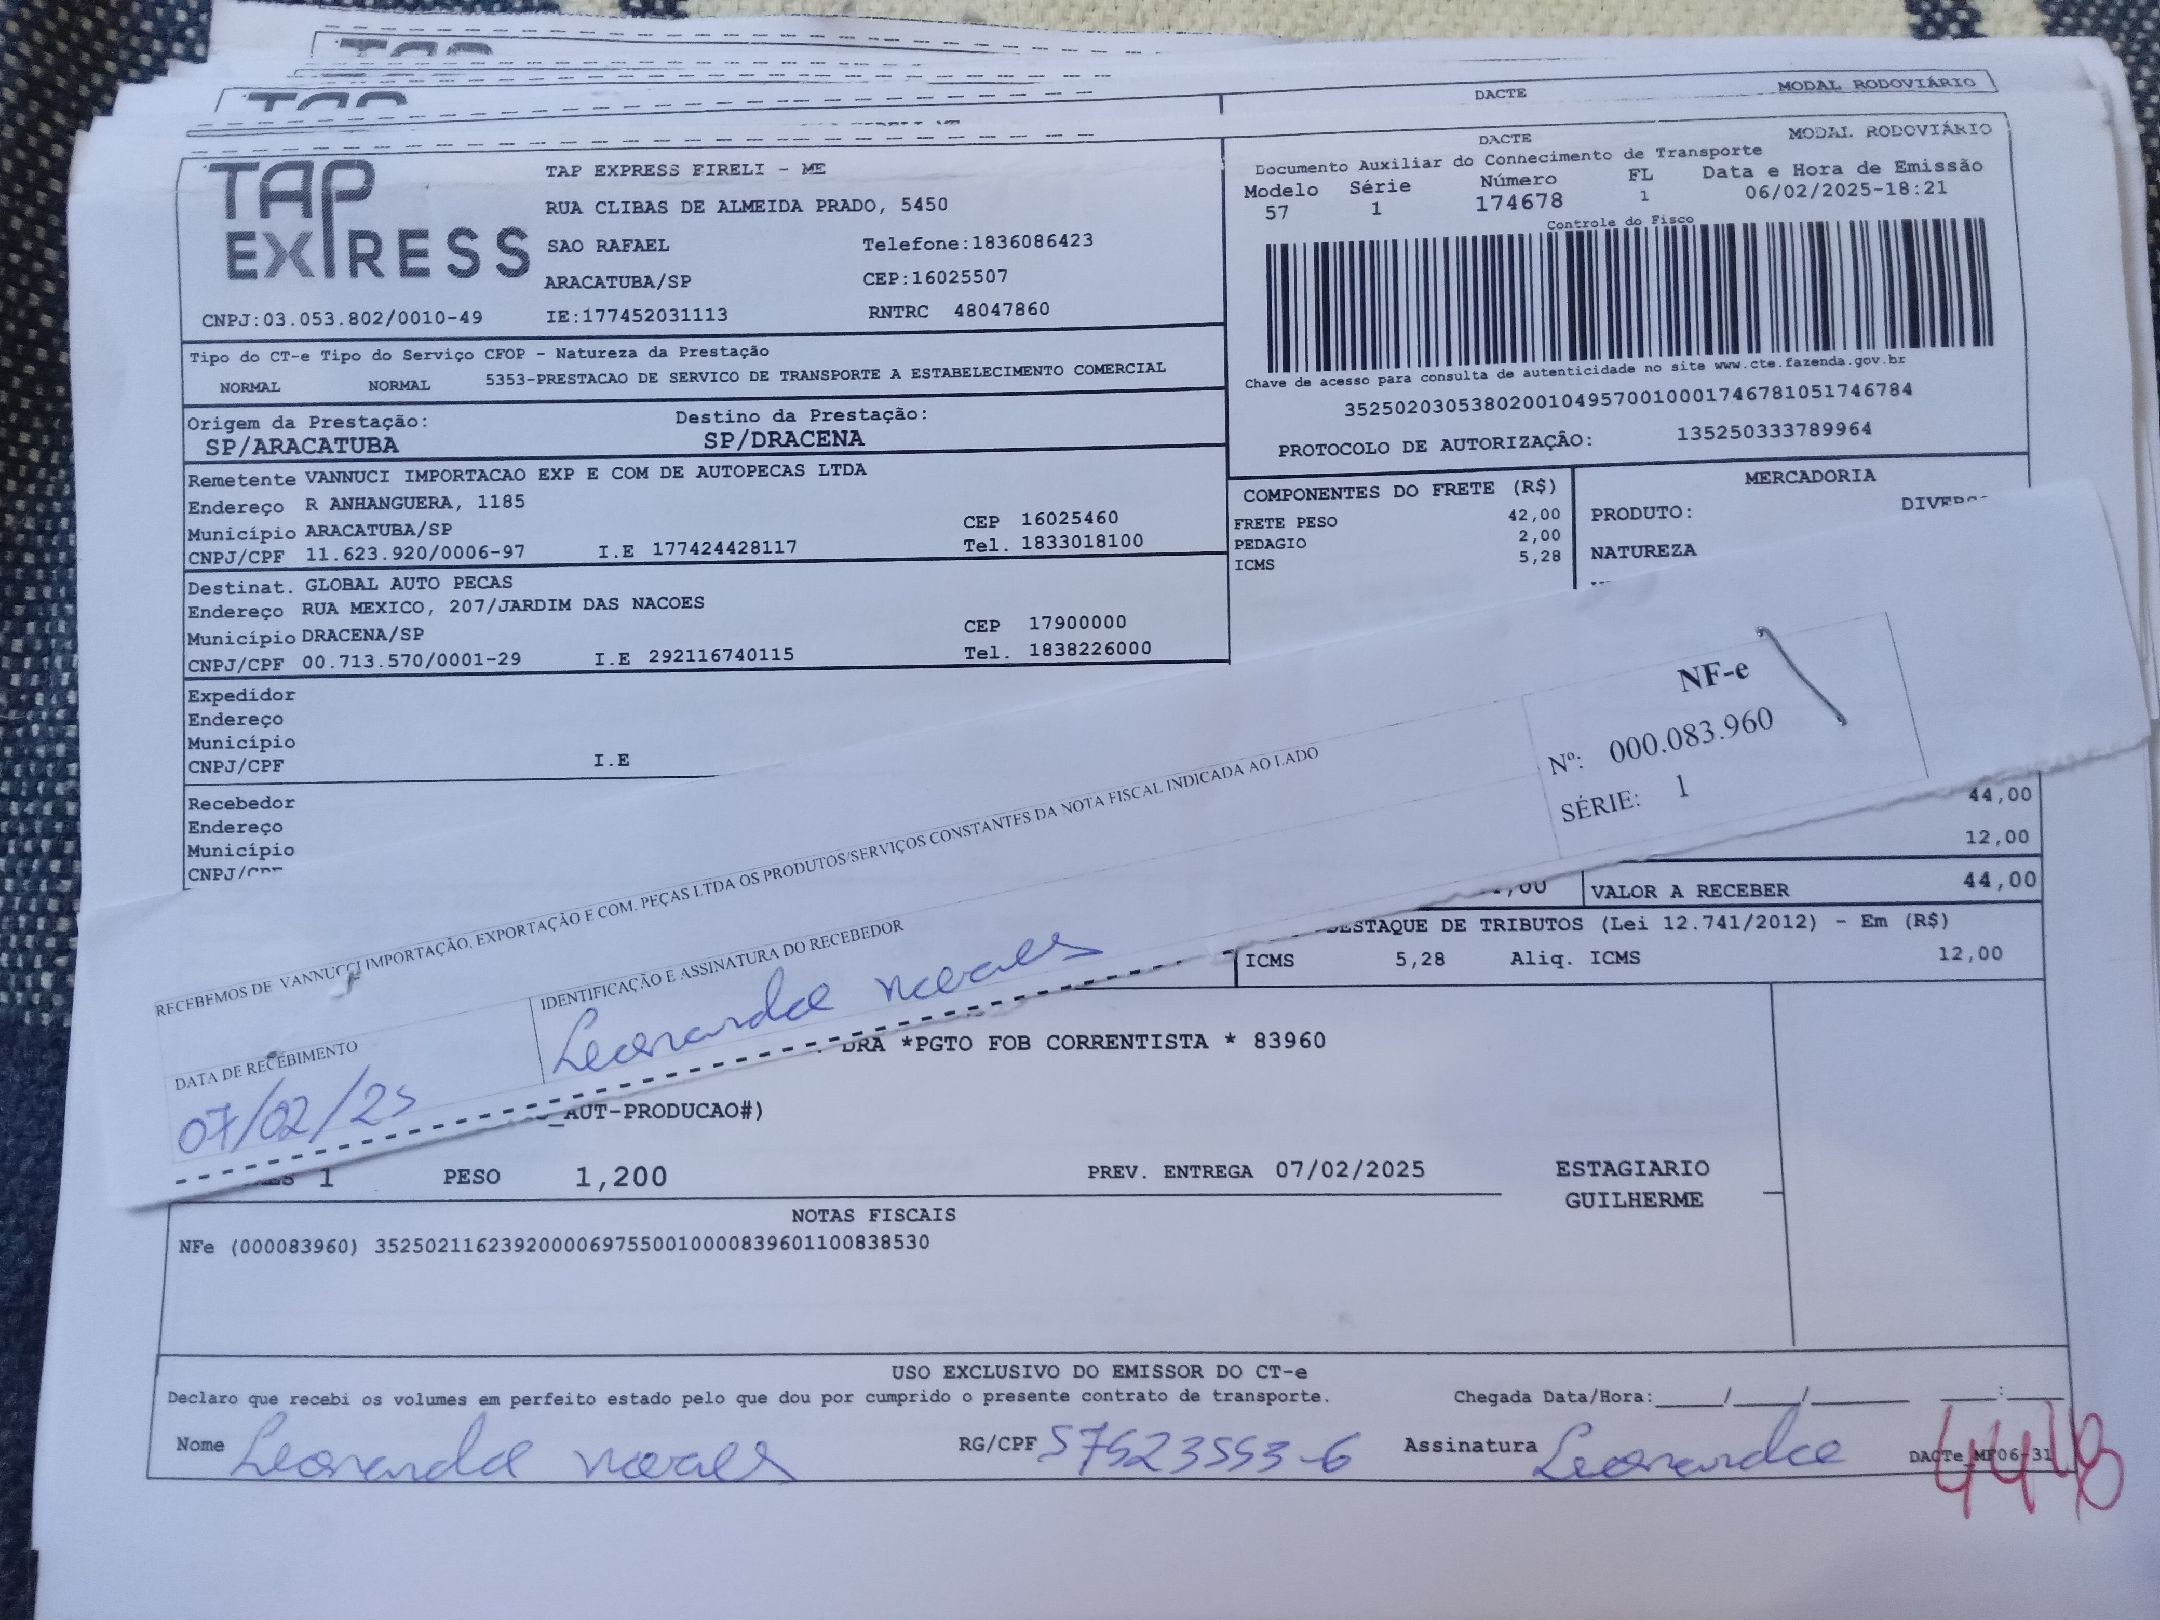 DACTE
MODAL RODOVIÁRIO
TAP
EXPRESS
TAP EXPRESS EIRELI - ME
RUA CLIBAS DE ALMEIDA PRADO, 5450
SAO RAFAEL
Telefone:1836086423
ARACATUBA/SP
CEP:16025507
CNPJ:03.053.802/0010-49
IE:177452031113
RNTRC 48047860
DACTE
MODAL RODOVIÁRIO
Documento Auxiliar do Conhecimento de Transporte
Modelo Série Número FL Data e Hora de Emissão
57 1 174678 1 06/02/2025-18:21
Controle do Fisco
Chave de acesso para consulta de autenticidade no site www.cte.fazenda.gov.br
35250203053802001049570010001746781051746784
PROTOCOLO DE AUTORIZAÇÃO: 135250333789964
Tipo do CT-e Tipo do Serviço CFOP - Natureza da Prestação
NORMAL NORMAL 5353-PRESTACAO DE SERVICO DE TRANSPORTE A ESTABELECIMENTO COMERCIAL
Origem da Prestação: Destino da Prestação:
SP/ARACATUBA SP/DRACENA
Remetente VANNUCI IMPORTACAO EXP E COM DE AUTOPECAS LTDA
Endereço R ANHANGUERA, 1185
Município ARACATUBA/SP CEP 16025460
CNPJ/CPF 11.623.920/0006-97 I.E 177424428117 Tel. 1833018100
Destinat. GLOBAL AUTO PECAS
Endereço RUA MEXICO, 207/JARDIM DAS NACOES
Município DRACENA/SP CEP 17900000
CNPJ/CPF 00.713.570/0001-29 I.E 292116740115 Tel. 1838226000
Expedidor
Endereço
Município
CNPJ/CPF I.E
Recebedor
Endereço
Município
CNPJ/CPF
COMPONENTES DO FRETE (R$)
FRETE PESO 42,00
PEDAGIO 2,00
ICMS 5,28
MERCADORIA
PRODUTO:
NATUREZA
NF-e
Nº: 000.083.960
SÉRIE: 1
RECEBEMOS DE VANNUCCI IMPORTAÇÃO, EXPORTAÇÃO E COM. PEÇAS LTDA OS PRODUTOS/SERVIÇOS CONSTANTES DA NOTA FISCAL INDICADA AO LADO
DATA DE RECEBIMENTO
07/02/25
IDENTIFICAÇÃO E ASSINATURA DO RECEBEDOR
44,00
12,00
VALOR A RECEBER 44,00
DESTAQUE DE TRIBUTOS (Lei 12.741/2012) - Em (R$)
ICMS 5,28 Aliq. ICMS 12,00
DRA *PGTO FOB CORRENTISTA * 83960
_AUT-PRODUCAO#)
1 PESO 1,200 PREV. ENTREGA 07/02/2025 ESTAGIARIO
GUILHERME
NOTAS FISCAIS
NFe (000083960) 35250211623920000697550010000839601100838530
USO EXCLUSIVO DO EMISSOR DO CT-e
Declaro que recebi os volumes em perfeito estado pelo que dou por cumprido o presente contrato de transporte. Chegada Data/Hora:____/____/______ ___:___
Nome RG/CPF 57523553-6 Assinatura
DACTe_MF06-31